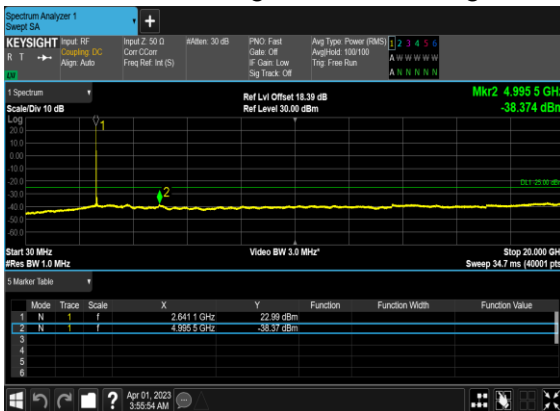 Spectrum Analyzer 1
Swept SA
+
KEYSIGHT Input: RF Input Z: 50 Ω #Atten: 30 dB PNO: Fast Avg Type: Power (RMS) 1 2 3 4 5 6
R T Coupling: DC Corr CCorr Gate: Off Avg|Hold: 100/100 A W W W W W
Align: Auto Freq Ref: Int (S) IF Gain: Low Trig: Free Run
Sig Track: Off A N N N N N
1 Spectrum Ref Lvl Offset 18.39 dB Mkr2 4.995 5 GHz
Scale/Div 10 dB Ref Level 30.00 dBm -38.374 dBm
Log
20.0
10.0
0.00
-10.0
-20.0
-30.0
-40.0
-50.0
-60.0
1
2
DL1 -25.00 dBm
Start 30 MHz Video BW 3.0 MHz* Stop 20.000 GHz
#Res BW 1.0 MHz Sweep 34.7 ms (40001 pts)
5 Marker Table
Mode Trace Scale X Y Function Function Width Function Value
1 N 1 f 2.641 1 GHz 22.99 dBm
2 N 1 f 4.995 5 GHz -38.37 dBm
3
4
5
6
? Apr 01, 2023
3:55:54 AM